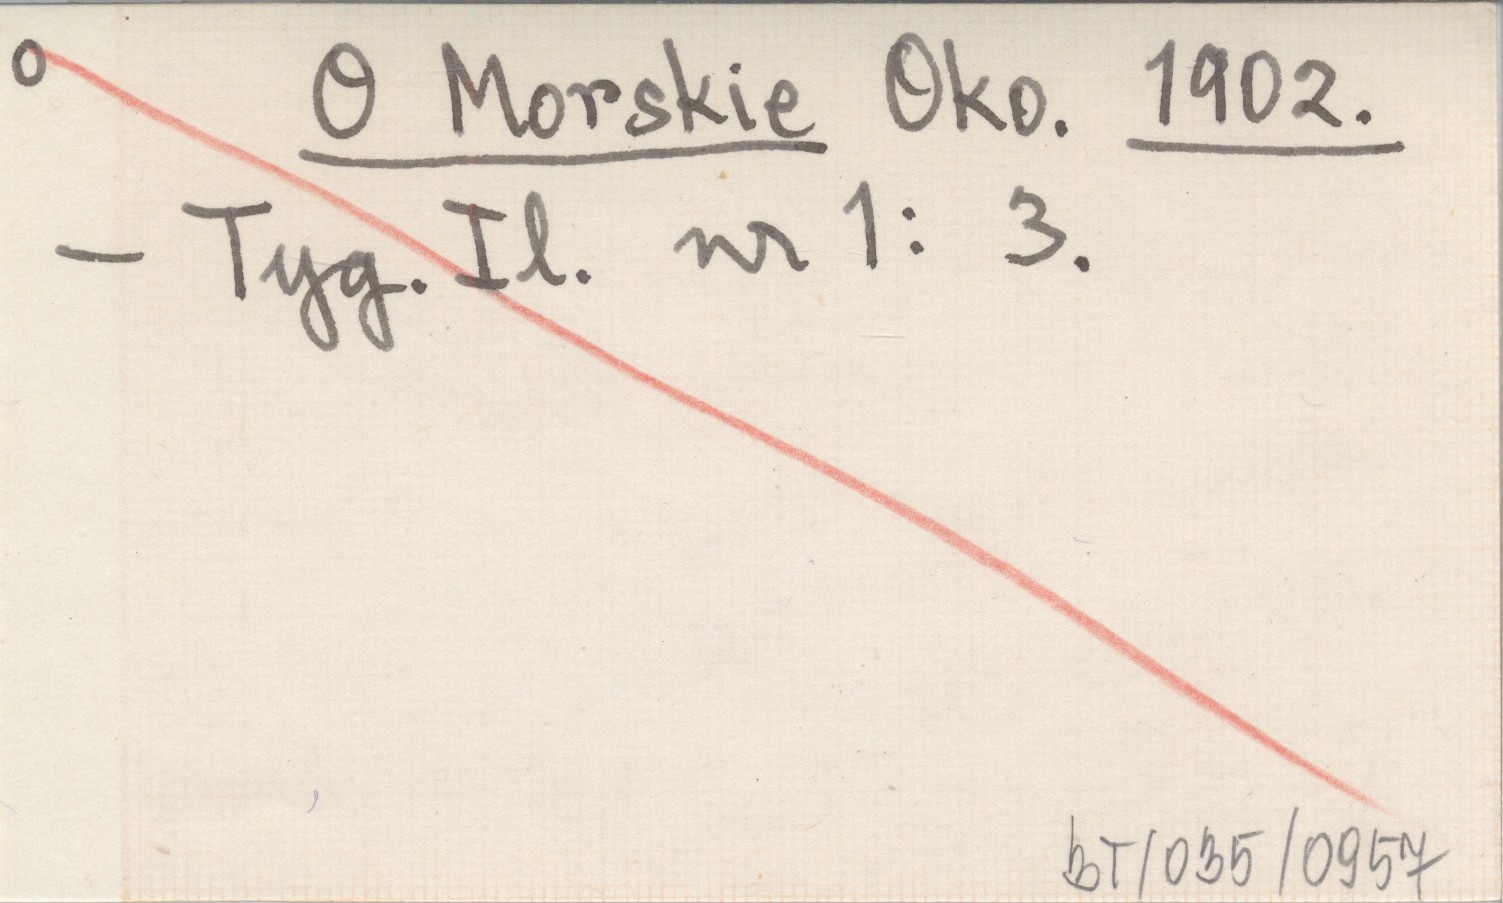 O O Morskie Oko. 1902.
— Tyg. Il. nr 1: 3.
BT/035/0957